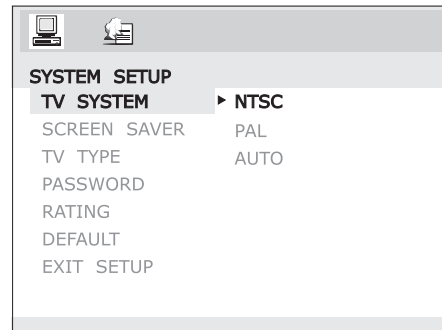 SYSTEM SETUP
TV SYSTEM NTSC
SCREEN SAVER PAL
TV TYPE AUTO
PASSWORD
RATING
DEFAULT
EXIT SETUP